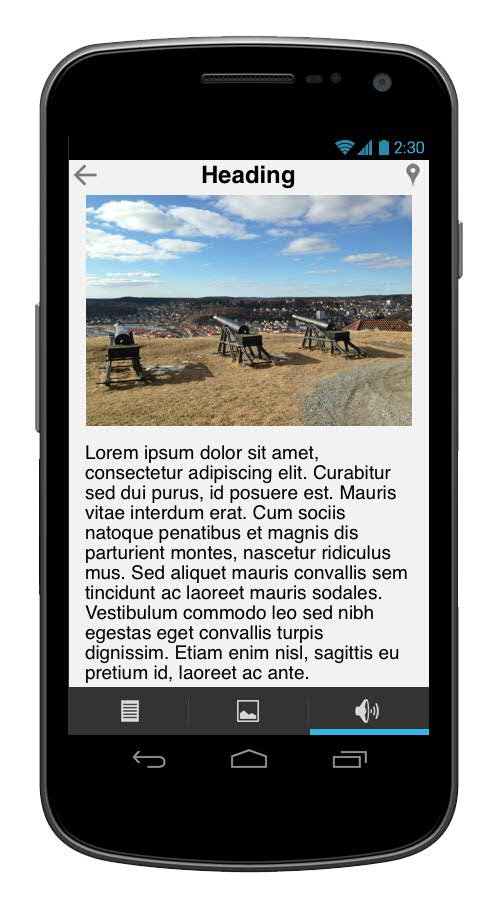 2:30
Heading
Lorem ipsum dolor sit amet,
consectetur adipiscing elit. Curabitur
sed dui purus, id posuere est. Mauris
vitae interdum erat. Cum sociis
natoque penatibus et magnis dis
parturient montes, nascetur ridiculus
mus. Sed aliquet mauris convallis sem
tincidunt ac laoreet mauris sodales.
Vestibulum commodo leo sed nibh
egestas eget convallis turpis
dignissim. Etiam enim nisl, sagittis eu
pretium id, laoreet ac ante.